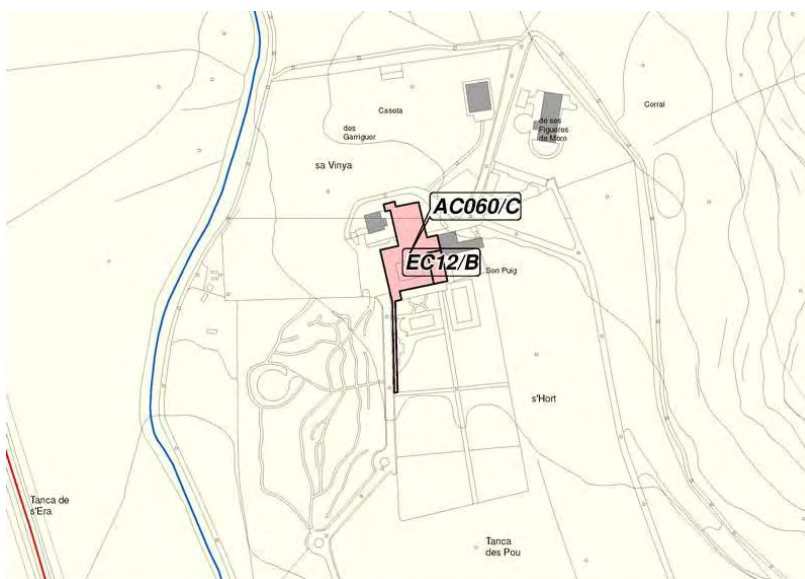 Caseta
des
Garriguer
sa Vinya
de ses
Figueres
de Moro
Corral
AC060/C
EC12/B
Son Puig
s'Hort
Tanca de
s'Era
Tanca
des Pou